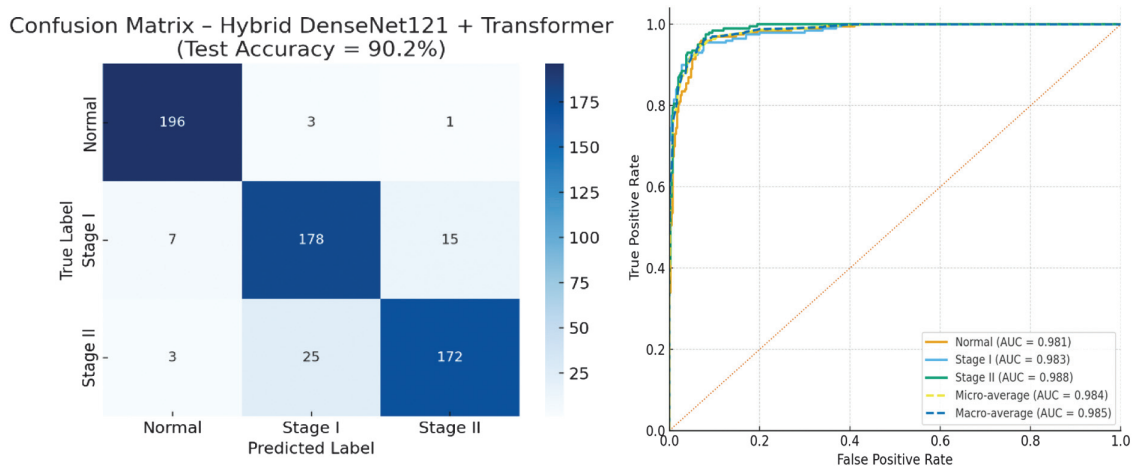 Confusion Matrix – Hybrid DenseNet121 + Transformer
(Test Accuracy = 90.2%)
True Label
Normal
Stage I
Stage II
196 3 1
7 178 15
3 25 172
Normal Stage I Stage II
Predicted Label
175
150
125
100
75
50
25
True Positive Rate
1.0
0.8
0.6
0.4
0.2
0.0
0.0 0.2 0.4 0.6 0.8 1.0
False Positive Rate
Normal (AUC = 0.981)
Stage I (AUC = 0.983)
Stage II (AUC = 0.988)
Micro-average (AUC = 0.984)
Macro-average (AUC = 0.985)